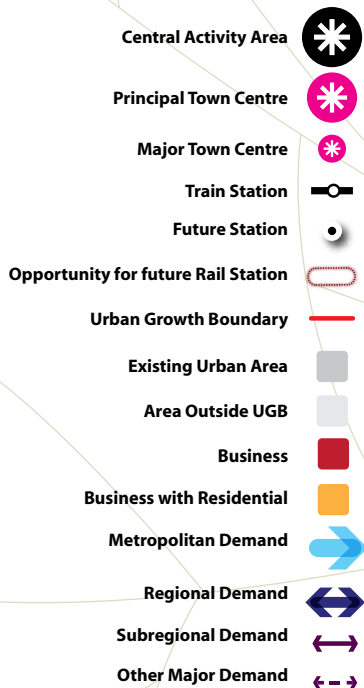 Central Activity Area
Principal Town Centre
Major Town Centre
Train Station
Future Station
Opportunity for future Rail Station
Urban Growth Boundary
Existing Urban Area
Area Outside UGB
Business
Business with Residential
Metropolitan Demand
Regional Demand
Subregional Demand
Other Major Demand